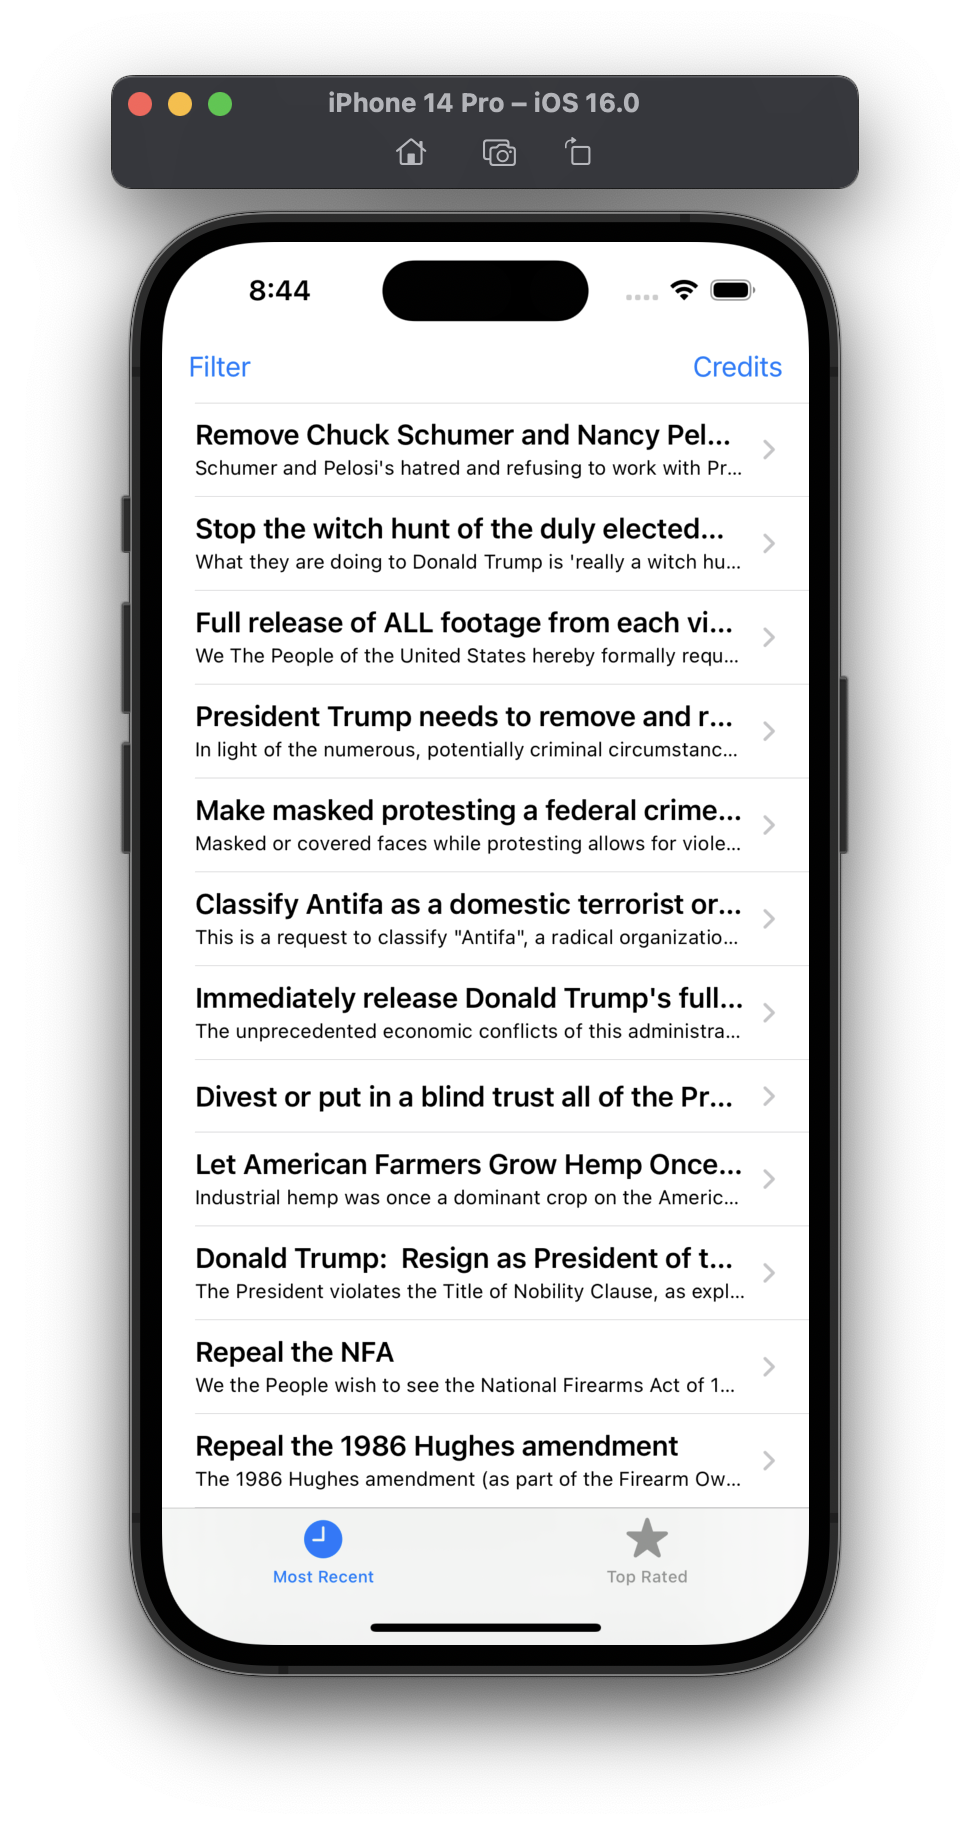 iPhone 14 Pro – iOS 16.0
8:44
Filter
Credits
Remove Chuck Schumer and Nancy Pel...
Schumer and Pelosi's hatred and refusing to work with Pr...
Stop the witch hunt of the duly elected...
What they are doing to Donald Trump is 'really a witch hu...
Full release of ALL footage from each vi...
We The People of the United States hereby formally requ...
President Trump needs to remove and r...
In light of the numerous, potentially criminal circumstanc...
Make masked protesting a federal crime...
Masked or covered faces while protesting allows for viole...
Classify Antifa as a domestic terrorist or...
This is a request to classify "Antifa", a radical organizatio...
Immediately release Donald Trump's full...
The unprecedented economic conflicts of this administra...
Divest or put in a blind trust all of the Pr...
Let American Farmers Grow Hemp Once...
Industrial hemp was once a dominant crop on the Americ...
Donald Trump:  Resign as President of t...
The President violates the Title of Nobility Clause, as expl...
Repeal the NFA
We the People wish to see the National Firearms Act of 1...
Repeal the 1986 Hughes amendment
The 1986 Hughes amendment (as part of the Firearm Ow...
Most Recent
Top Rated